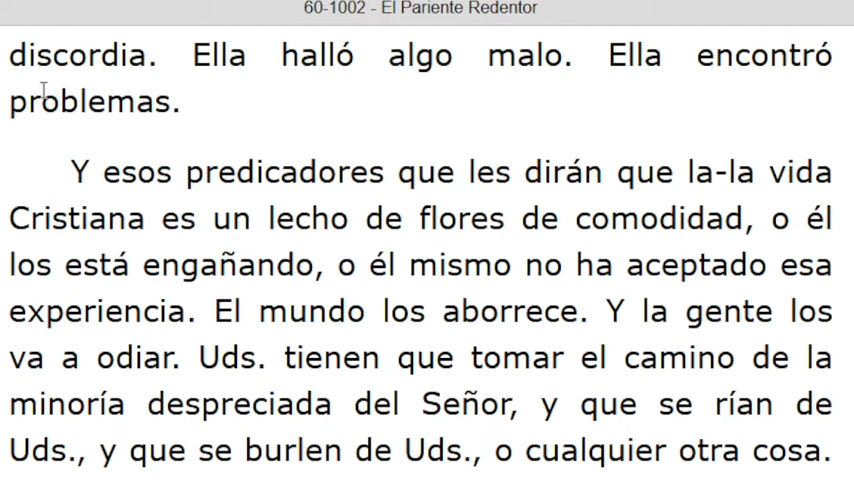 60-1002 - El Pariente Redentor
discordia. Ella halló algo malo. Ella encontró
problemas.
Y esos predicadores que les dirán que la-la vida
Cristiana es un lecho de flores de comodidad, o él
los está engañando, o él mismo no ha aceptado esa
experiencia. El mundo los aborrece. Y la gente los
va a odiar. Uds. tienen que tomar el camino de la
minoría despreciada del Señor, y que se rían de
Uds., y que se burlen de Uds., o cualquier otra cosa.